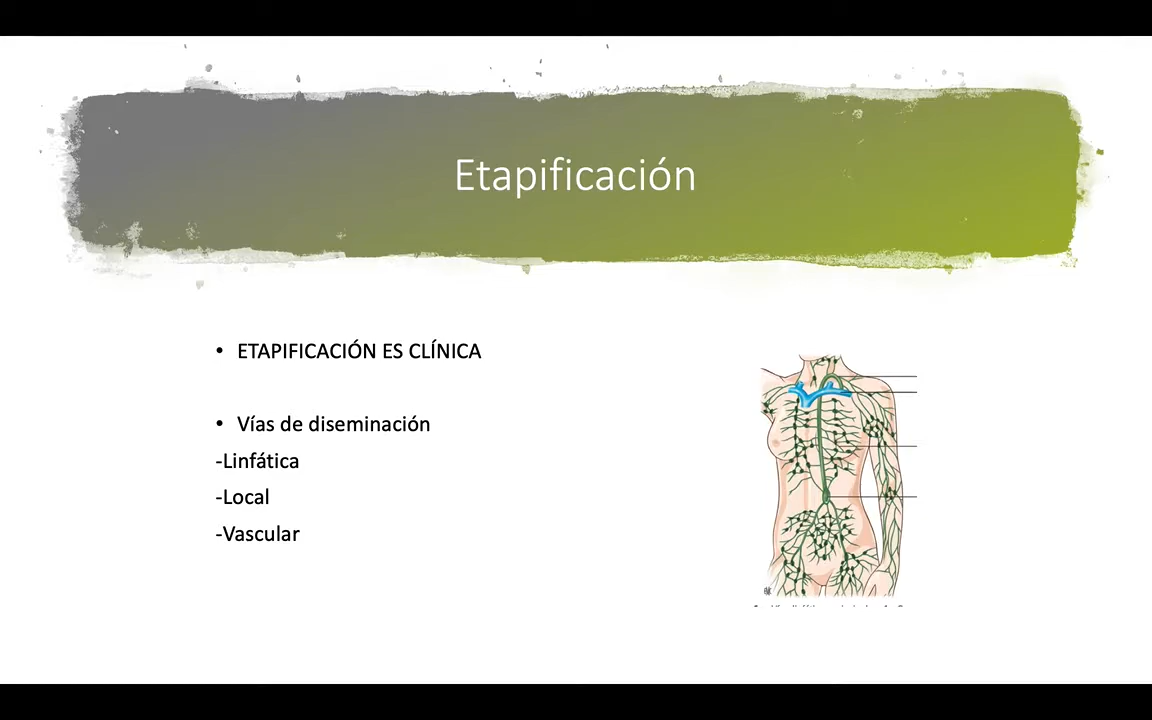 Etapificación
• ETAPIFICACIÓN ES CLÍNICA
• Vías de diseminación
-Linfática
-Local
-Vascular